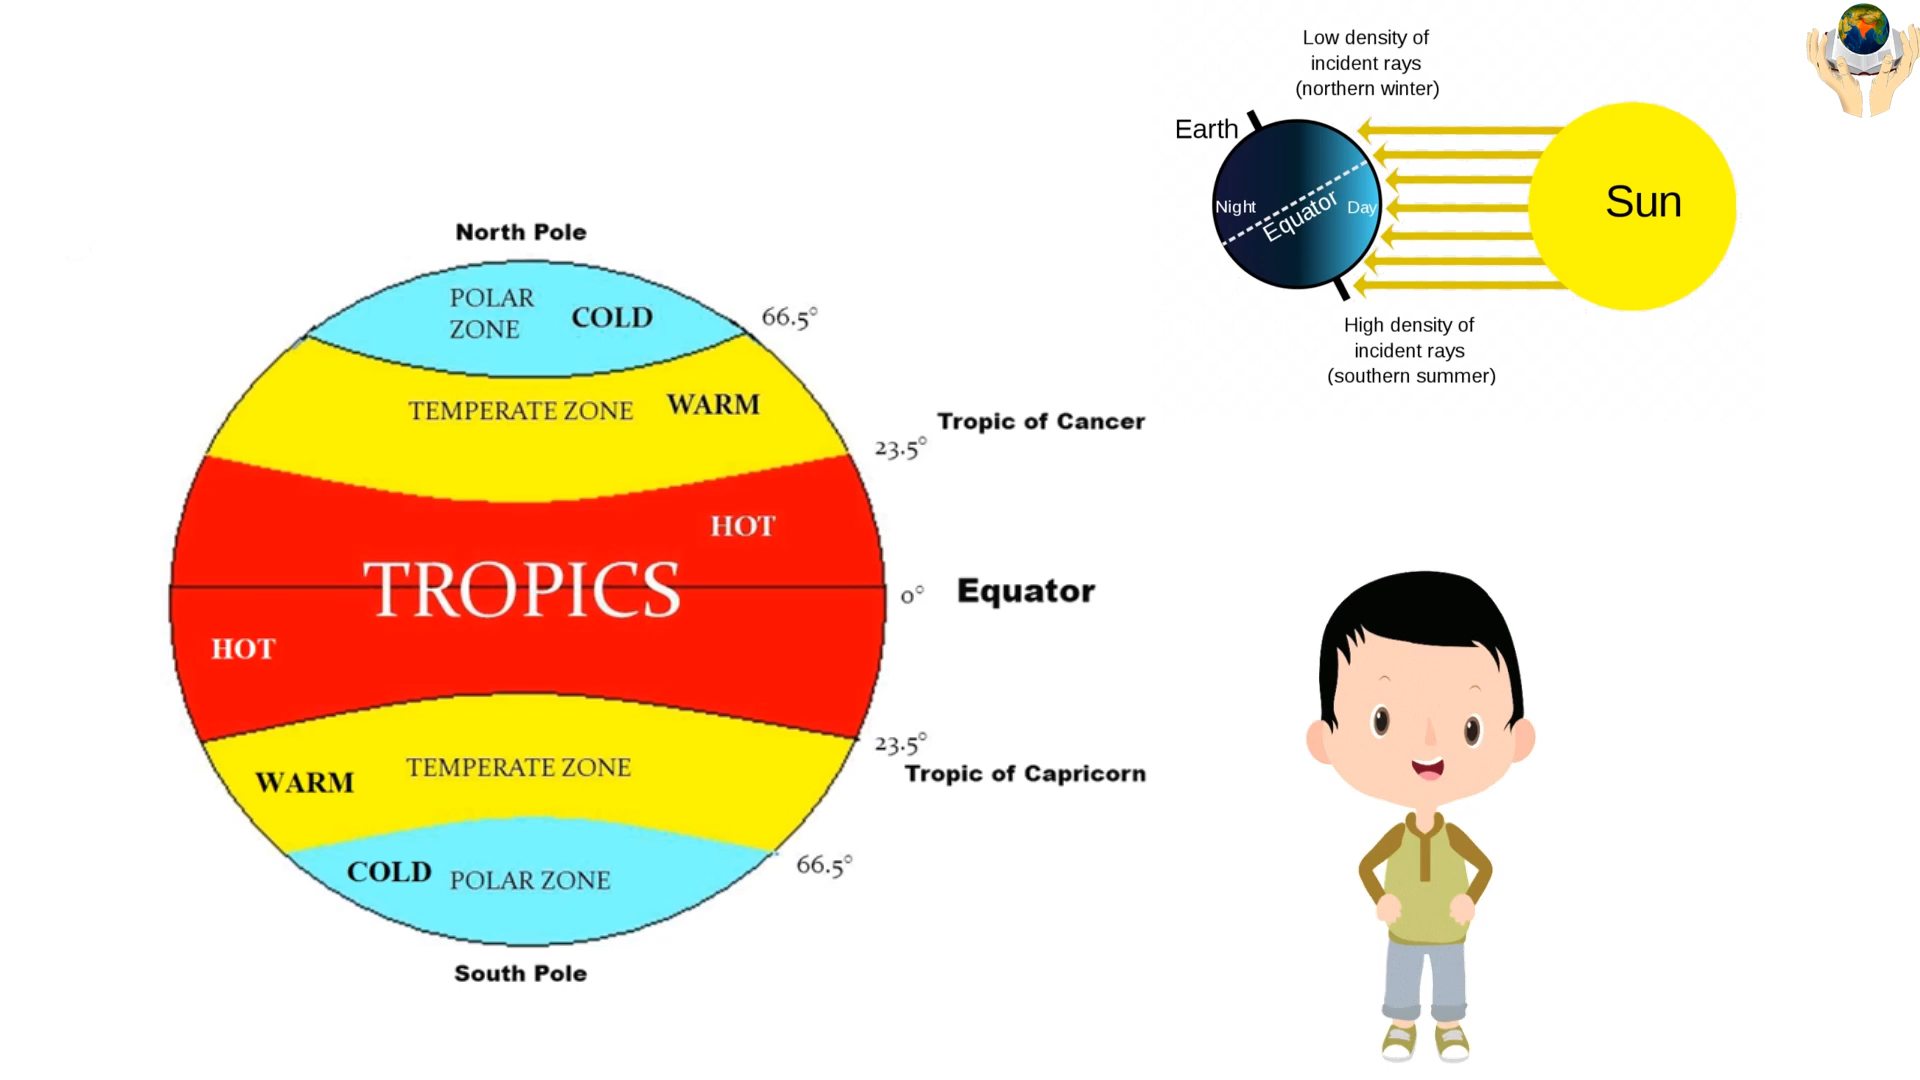 Low density of
incident rays
(northern winter)
Earth
Night
Equator
Day
Sun
High density of
incident rays
(southern summer)
North Pole
POLAR
ZONE
COLD
66.5°
TEMPERATE ZONE
WARM
Tropic of Cancer
23.5°
HOT
TROPICS
0°
Equator
HOT
23.5°
Tropic of Capricorn
WARM
TEMPERATE ZONE
66.5°
COLD
POLAR ZONE
South Pole